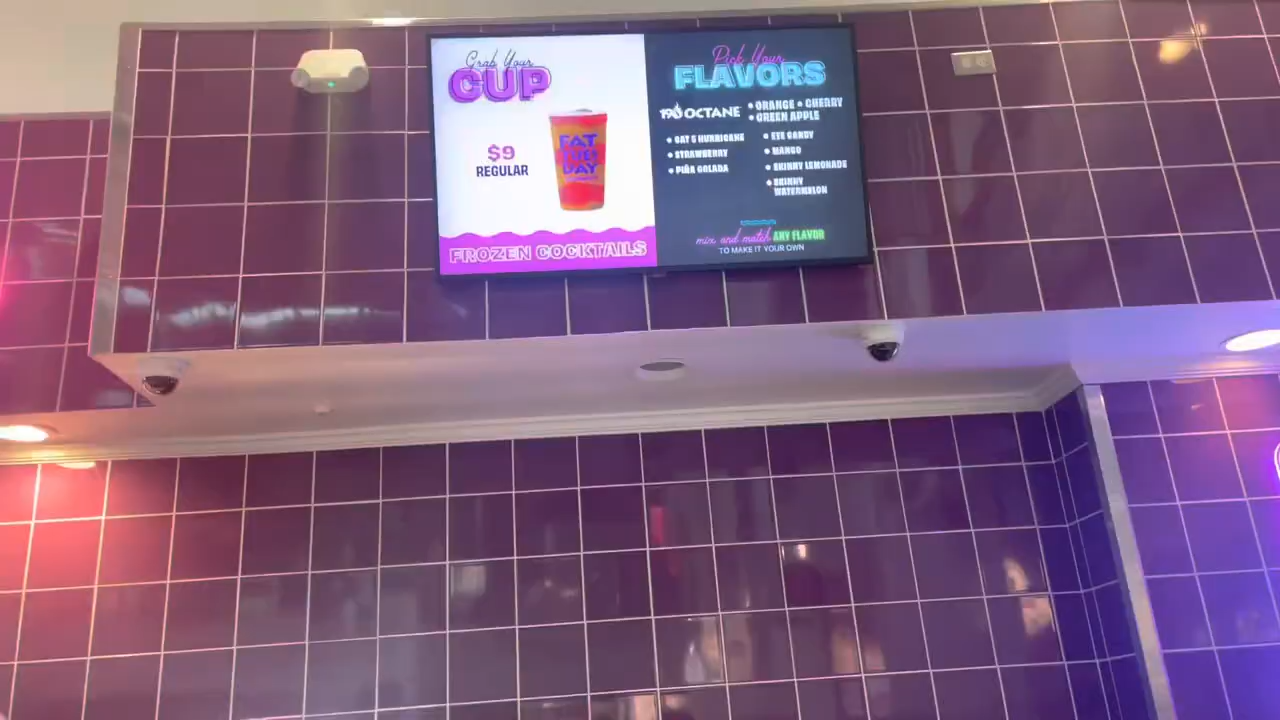 Grab Your
CUP
$9
REGULAR
FAT
TUES
DAY
FROZEN COCKTAILS
Pick Your
FLAVORS
190 OCTANE
• ORANGE • CHERRY
• GREEN APPLE
• CAT 5 HURRICANE
• STRAWBERRY
• PIÑA COLADA
• EYE CANDY
• MANGO
• SKINNY LEMONADE
• SKINNY
WATERMELON
mix and match ANY FLAVOR
TO MAKE IT YOUR OWN